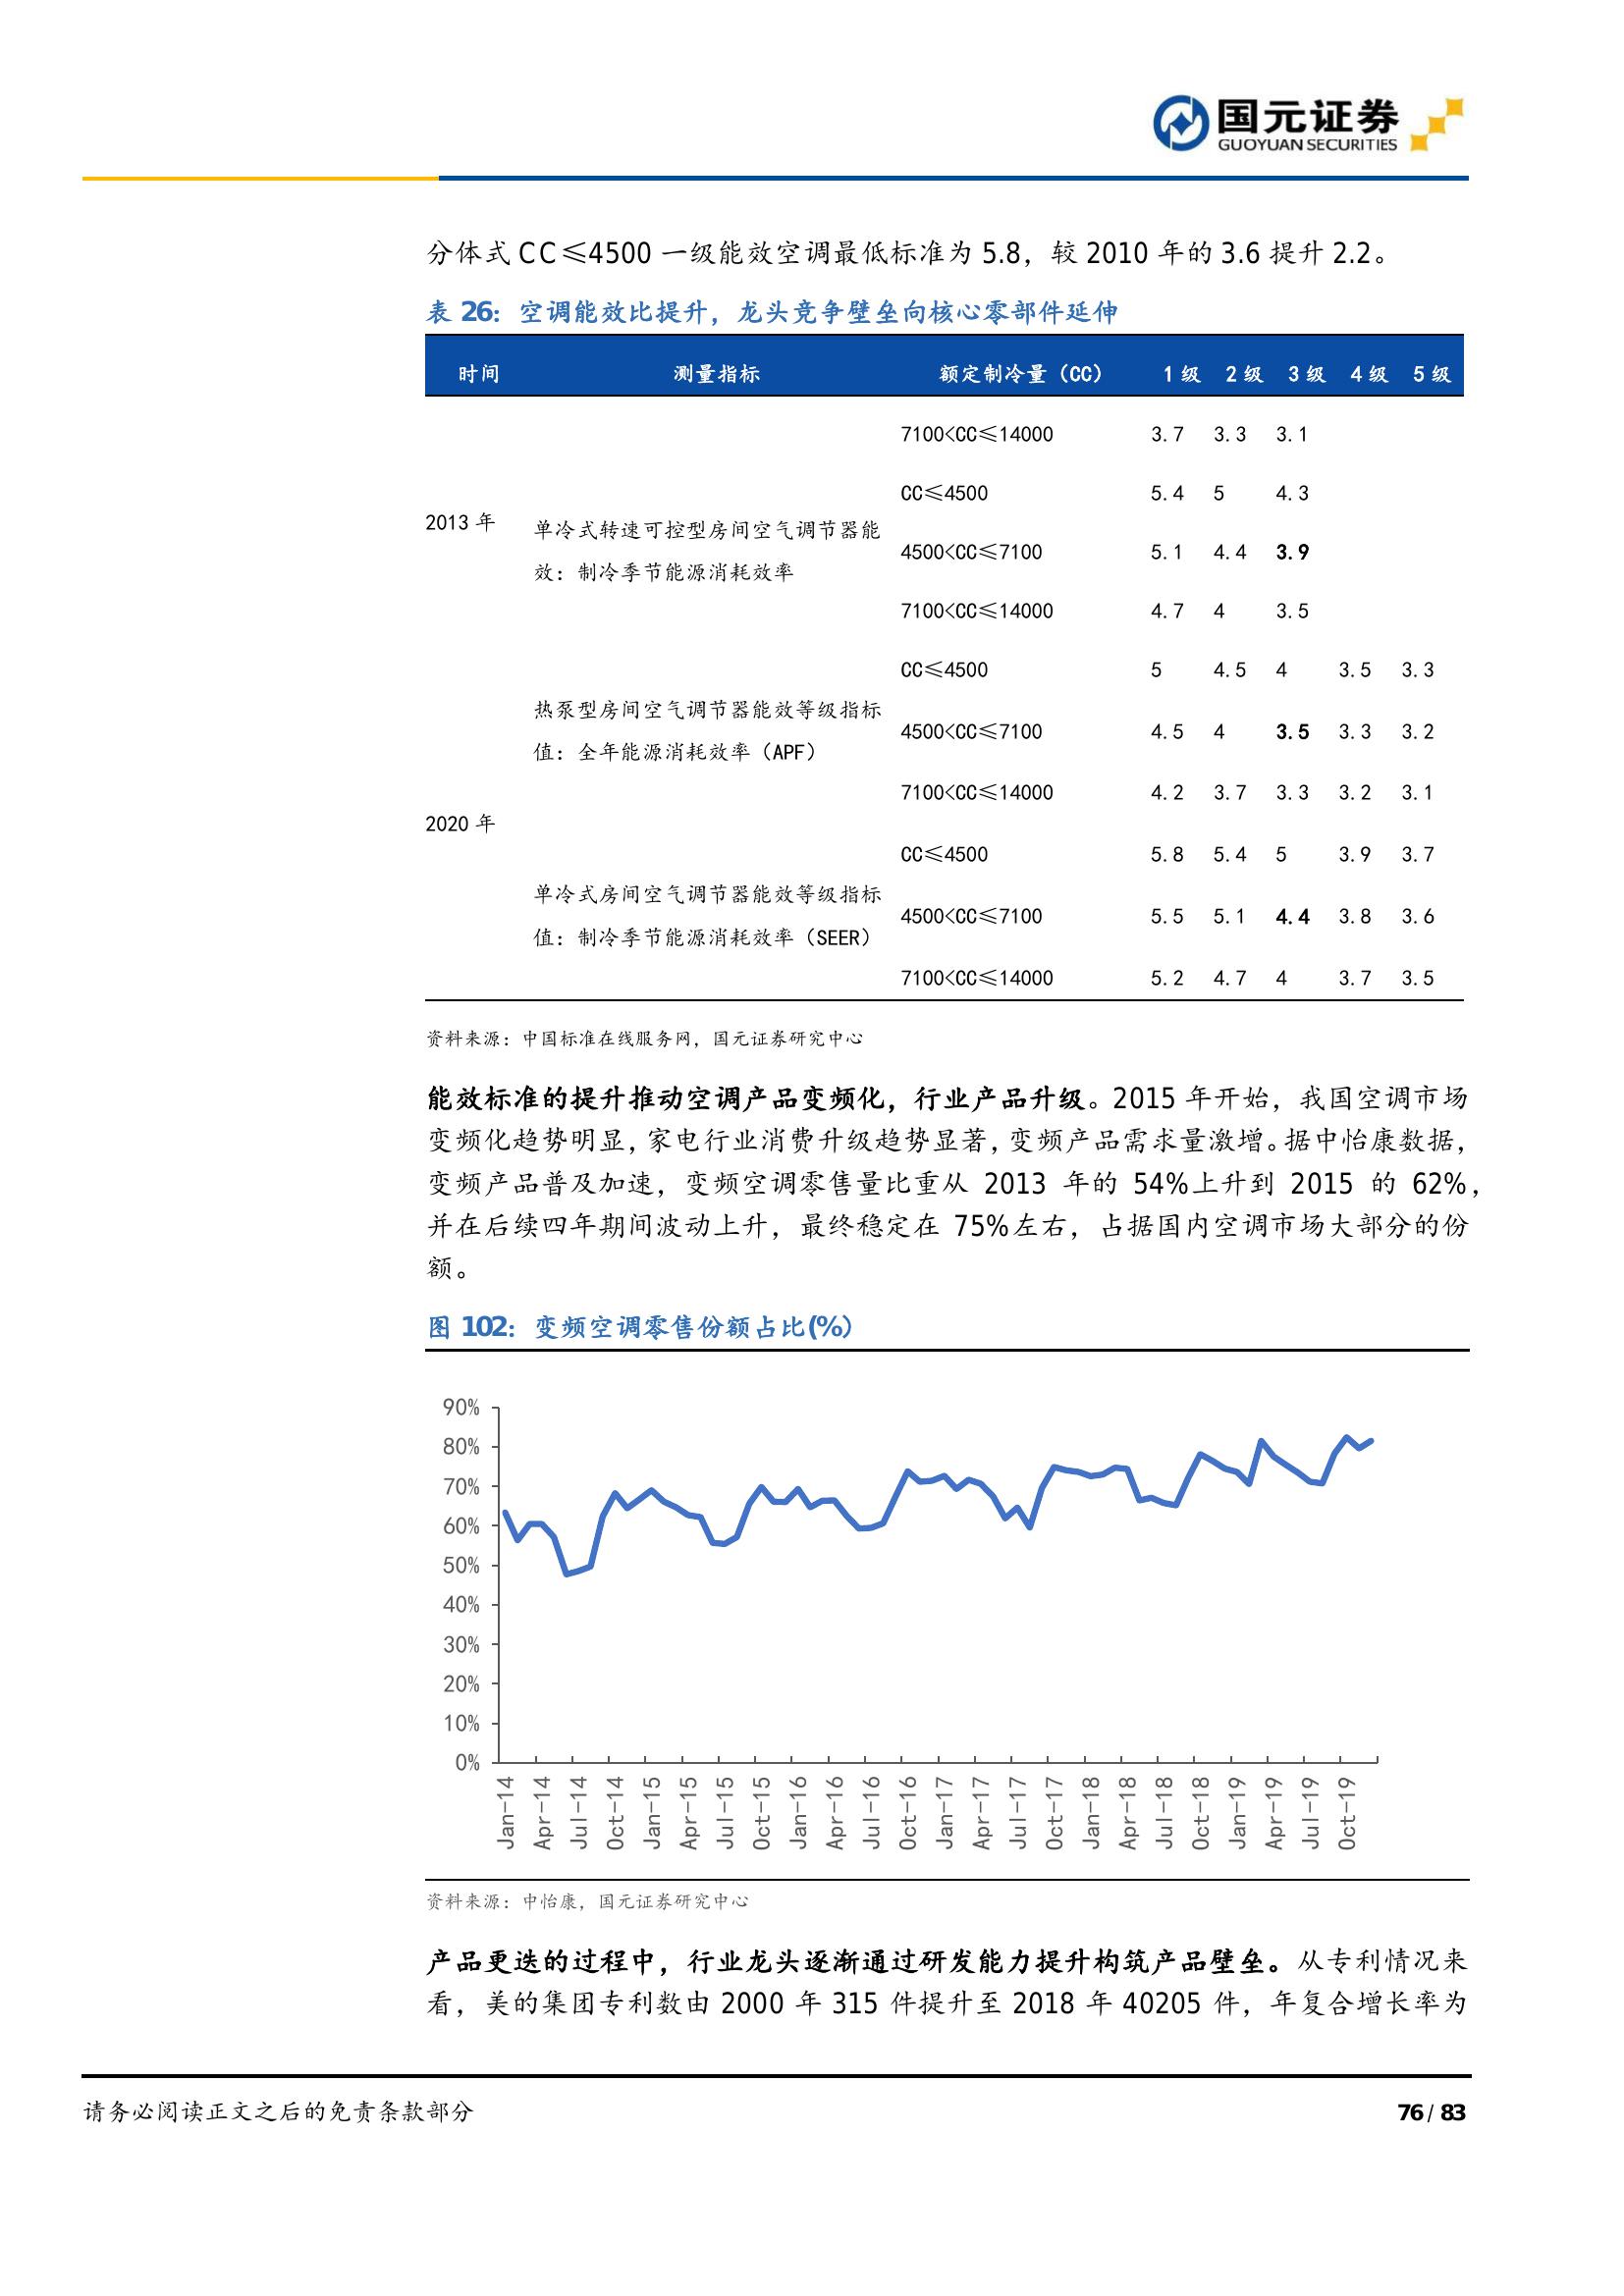 国元证券
GUOYUAN SECURITIES
分体式 CC≤4500 一级能效空调最低标准为 5.8，较 2010 年的 3.6 提升 2.2。
表 26：空调能效比提升，龙头竞争壁垒向核心零部件延伸
时间 测量指标 额定制冷量（CC） 1 级 2 级 3 级 4 级 5 级
7100<CC≤14000 3.7 3.3 3.1
CC≤4500 5.4 5 4.3
2013 年
单冷式转速可控型房间空气调节器能
4500<CC≤7100 5.1 4.4 3.9
效：制冷季节能源消耗效率
7100<CC≤14000 4.7 4 3.5
CC≤4500 5 4.5 4 3.5 3.3
热泵型房间空气调节器能效等级指标
4500<CC≤7100 4.5 4 3.5 3.3 3.2
值：全年能源消耗效率（APF）
7100<CC≤14000 4.2 3.7 3.3 3.2 3.1
2020 年
CC≤4500 5.8 5.4 5 3.9 3.7
单冷式房间空气调节器能效等级指标
4500<CC≤7100 5.5 5.1 4.4 3.8 3.6
值：制冷季节能源消耗效率（SEER）
7100<CC≤14000 5.2 4.7 4 3.7 3.5
资料来源：中国标准在线服务网，国元证券研究中心
能效标准的提升推动空调产品变频化，行业产品升级。2015 年开始，我国空调市场
变频化趋势明显，家电行业消费升级趋势显著，变频产品需求量激增。据中怡康数据，
变频产品普及加速，变频空调零售量比重从 2013 年的 54%上升到 2015 的 62%，
并在后续四年期间波动上升，最终稳定在 75%左右，占据国内空调市场大部分的份
额。
图 102：变频空调零售份额占比(%)
90%
80%
70%
60%
50%
40%
30%
20%
10%
0%
Jan-14 Apr-14 Jul-14 Oct-14 Jan-15 Apr-15 Jul-15 Oct-15 Jan-16 Apr-16 Jul-16 Oct-16 Jan-17 Apr-17 Jul-17 Oct-17 Jan-18 Apr-18 Jul-18 Oct-18 Jan-19 Apr-19 Jul-19 Oct-19
资料来源：中怡康，国元证券研究中心
产品更迭的过程中，行业龙头逐渐通过研发能力提升构筑产品壁垒。从专利情况来
看，美的集团专利数由 2000 年 315 件提升至 2018 年 40205 件，年复合增长率为
请务必阅读正文之后的免责条款部分 76 / 83